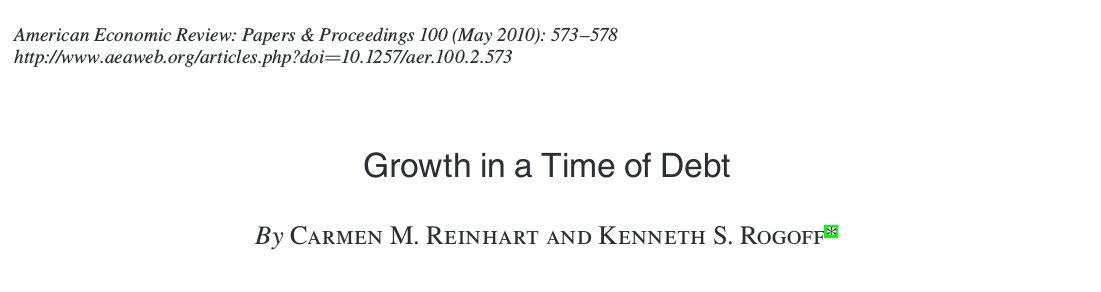 American Economic Review: Papers & Proceedings 100 (May 2010): 573–578
http://www.aeaweb.org/articles.php?doi=10.1257/aer.100.2.573
Growth in a Time of Debt
By Carmen M. Reinhart and Kenneth S. Rogoff*